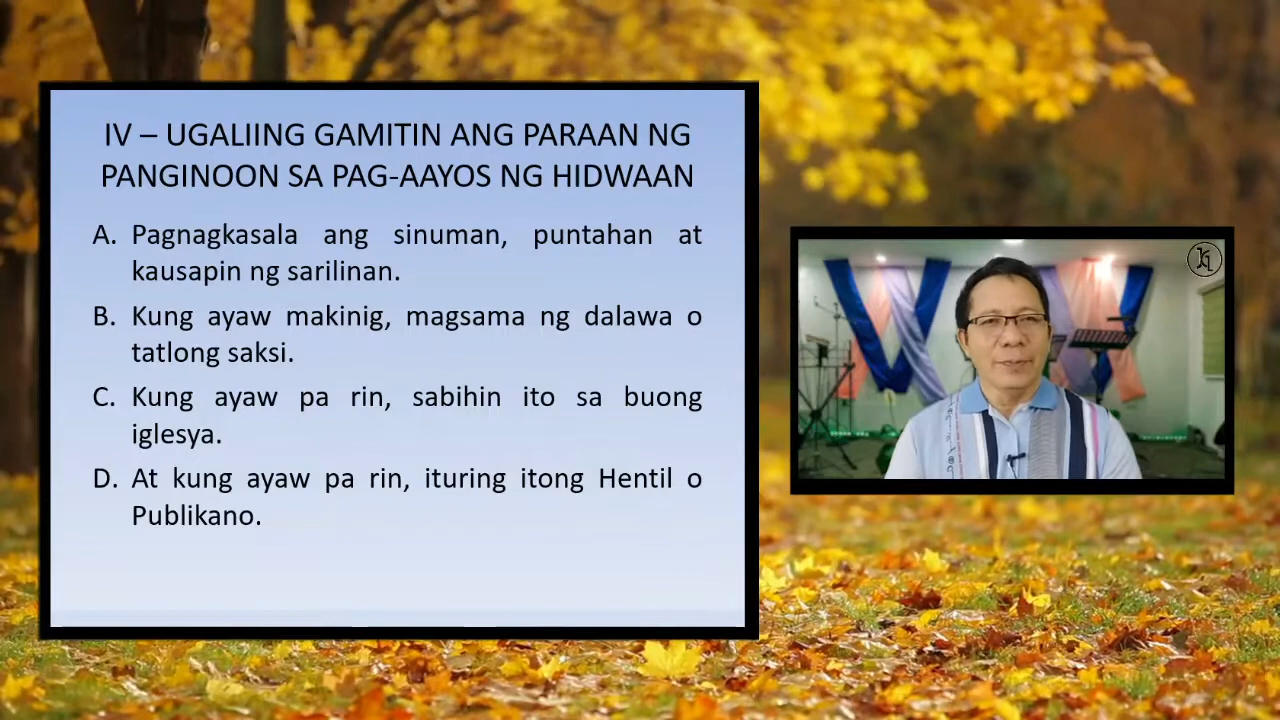 IV – UGALIING GAMITIN ANG PARAAN NG
PANGINOON SA PAG-AAYOS NG HIDWAAN
A. Pagnagkasala ang sinuman, puntahan at
kausapin ng sarilinan.
B. Kung ayaw makinig, magsama ng dalawa o
tatlong saksi.
C. Kung ayaw pa rin, sabihin ito sa buong
iglesya.
D. At kung ayaw pa rin, ituring itong Hentil o
Publikano.